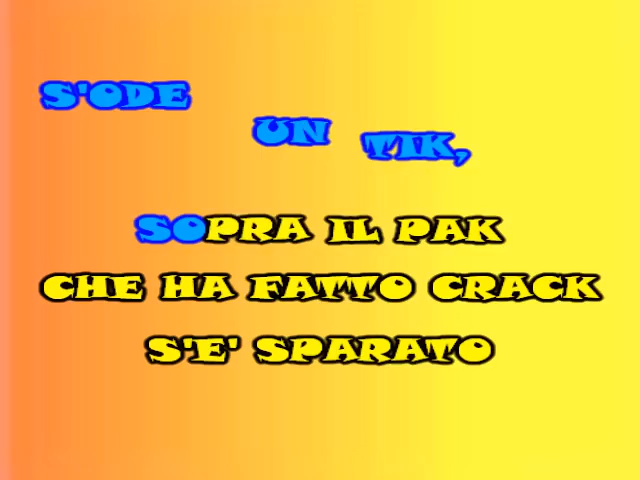 S'ODE
UN TIK,
SOPRA IL PAK
CHE HA FATTO CRACK
S'E' SPARATO